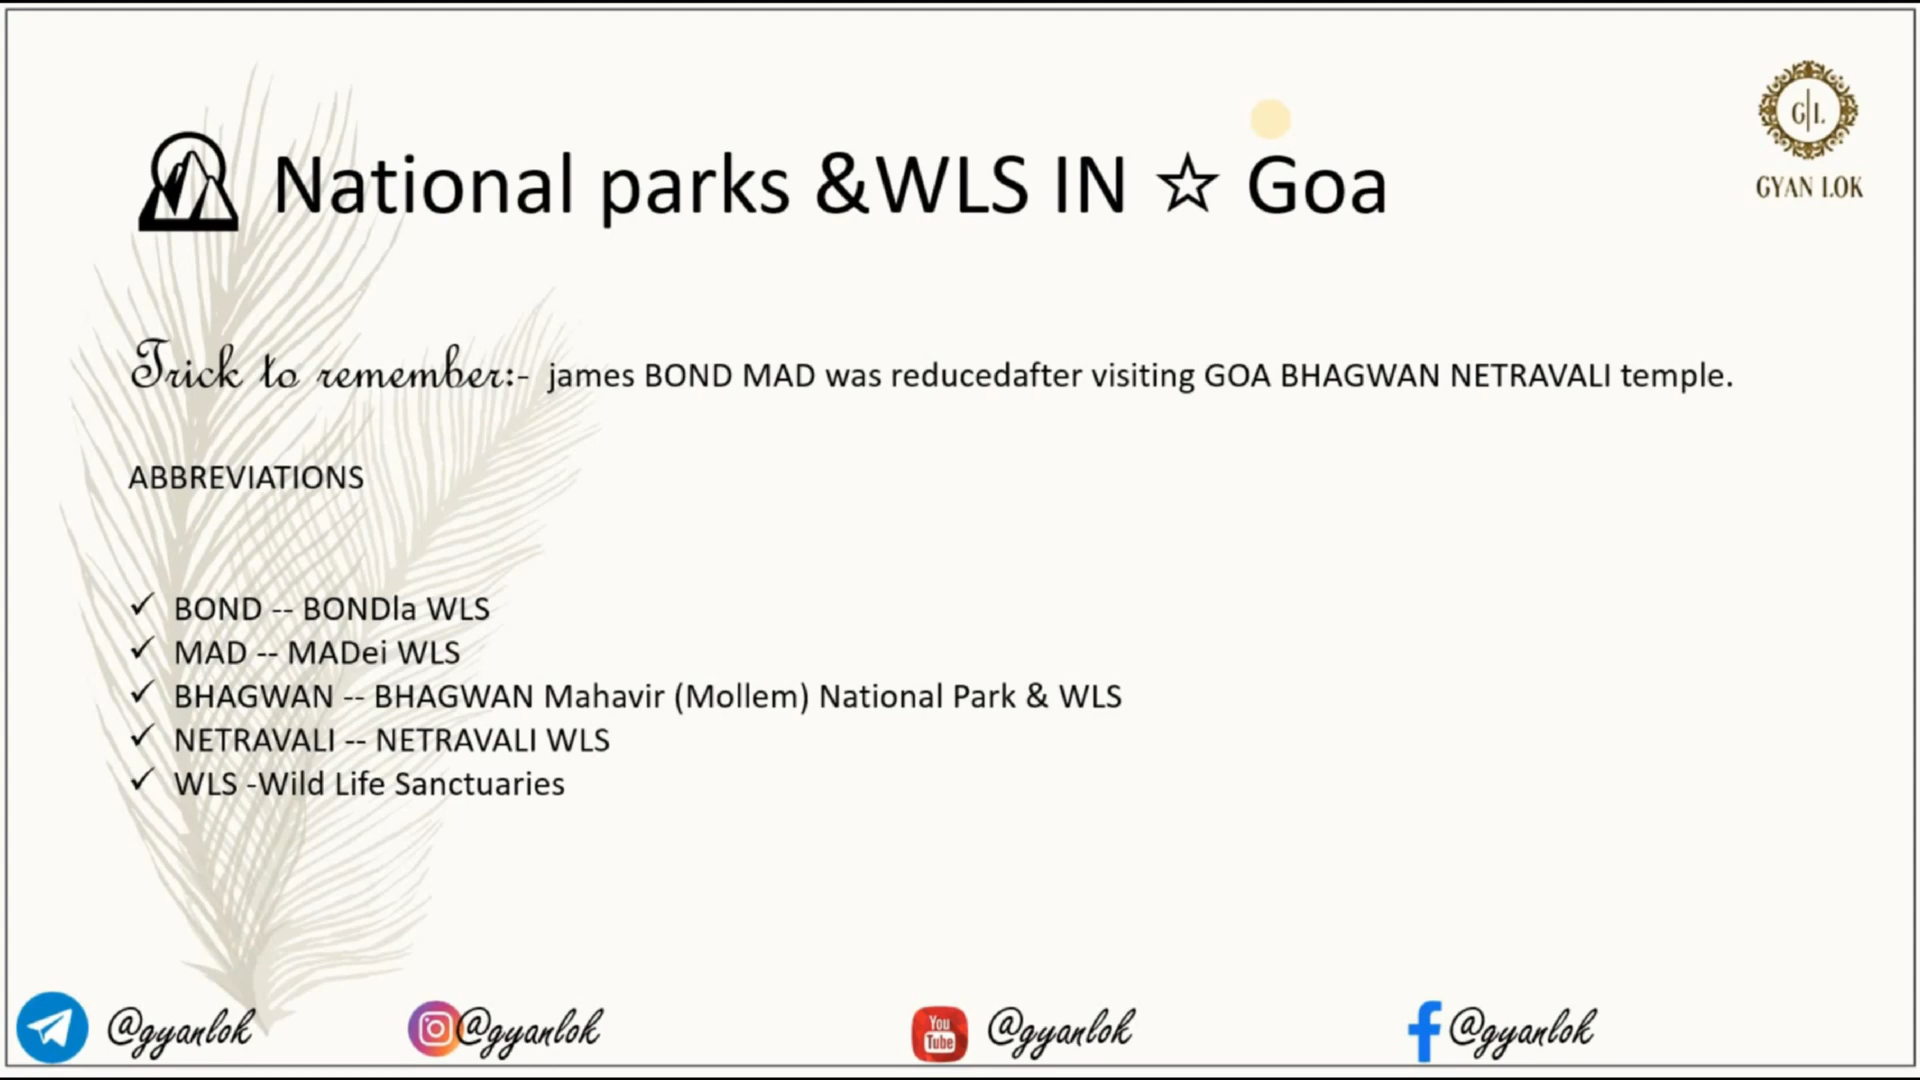 G|L
GYAN LOK
National parks &WLS IN ☆ Goa
Trick to remember:- james BOND MAD was reducedafter visiting GOA BHAGWAN NETRAVALI temple.
ABBREVIATIONS
✓ BOND -- BONDla WLS
✓ MAD -- MADei WLS
✓ BHAGWAN -- BHAGWAN Mahavir (Mollem) National Park & WLS
✓ NETRAVALI -- NETRAVALI WLS
✓ WLS -Wild Life Sanctuaries
@gyanlok @gyanlok You Tube @gyanlok @gyanlok